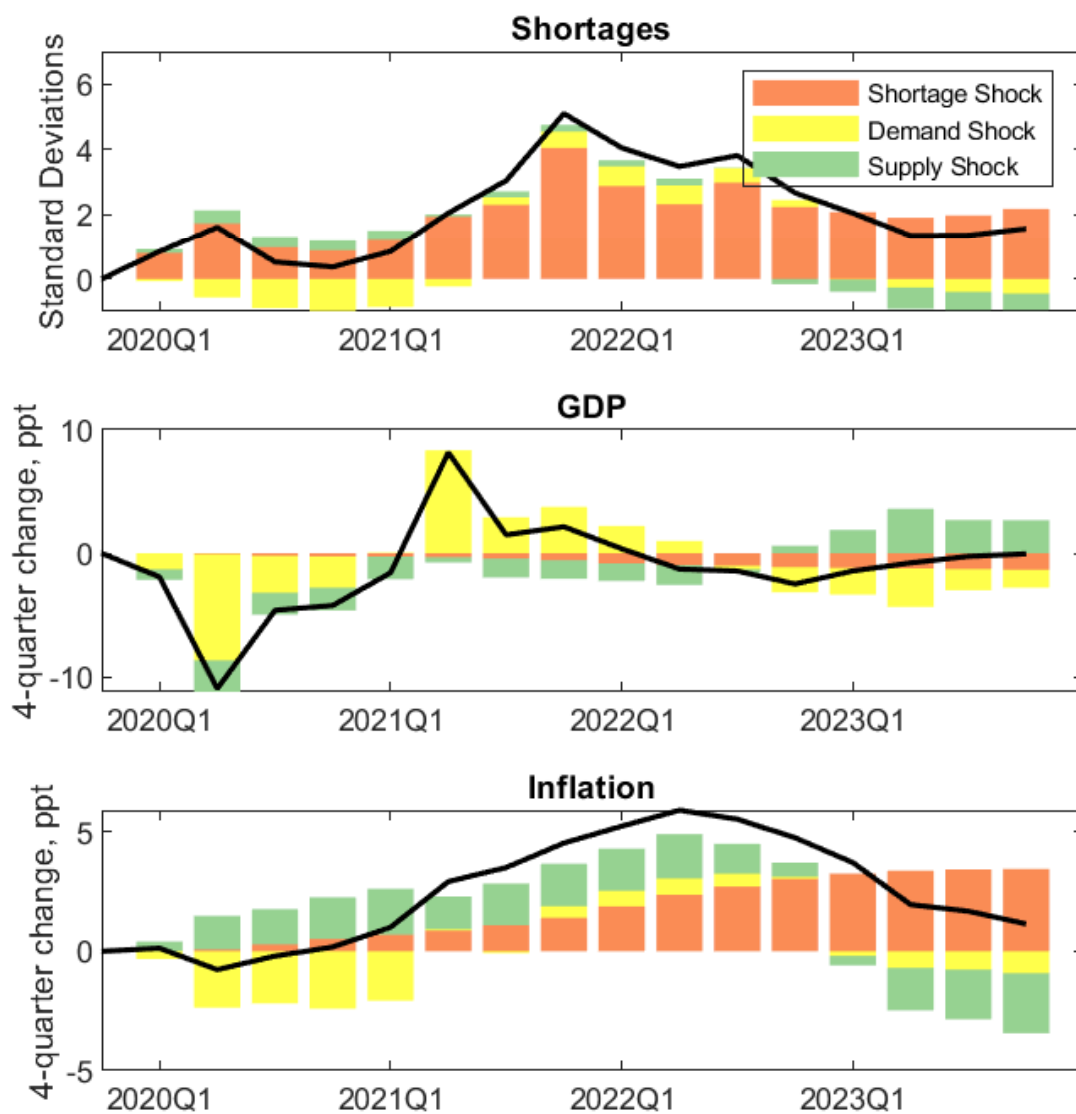 Shortages
Standard Deviations
6
4
2
0
Shortage Shock
Demand Shock
Supply Shock
2020Q1 2021Q1 2022Q1 2023Q1
GDP
4-quarter change, ppt
10
0
-10
2020Q1 2021Q1 2022Q1 2023Q1
Inflation
4-quarter change, ppt
5
0
-5
2020Q1 2021Q1 2022Q1 2023Q1